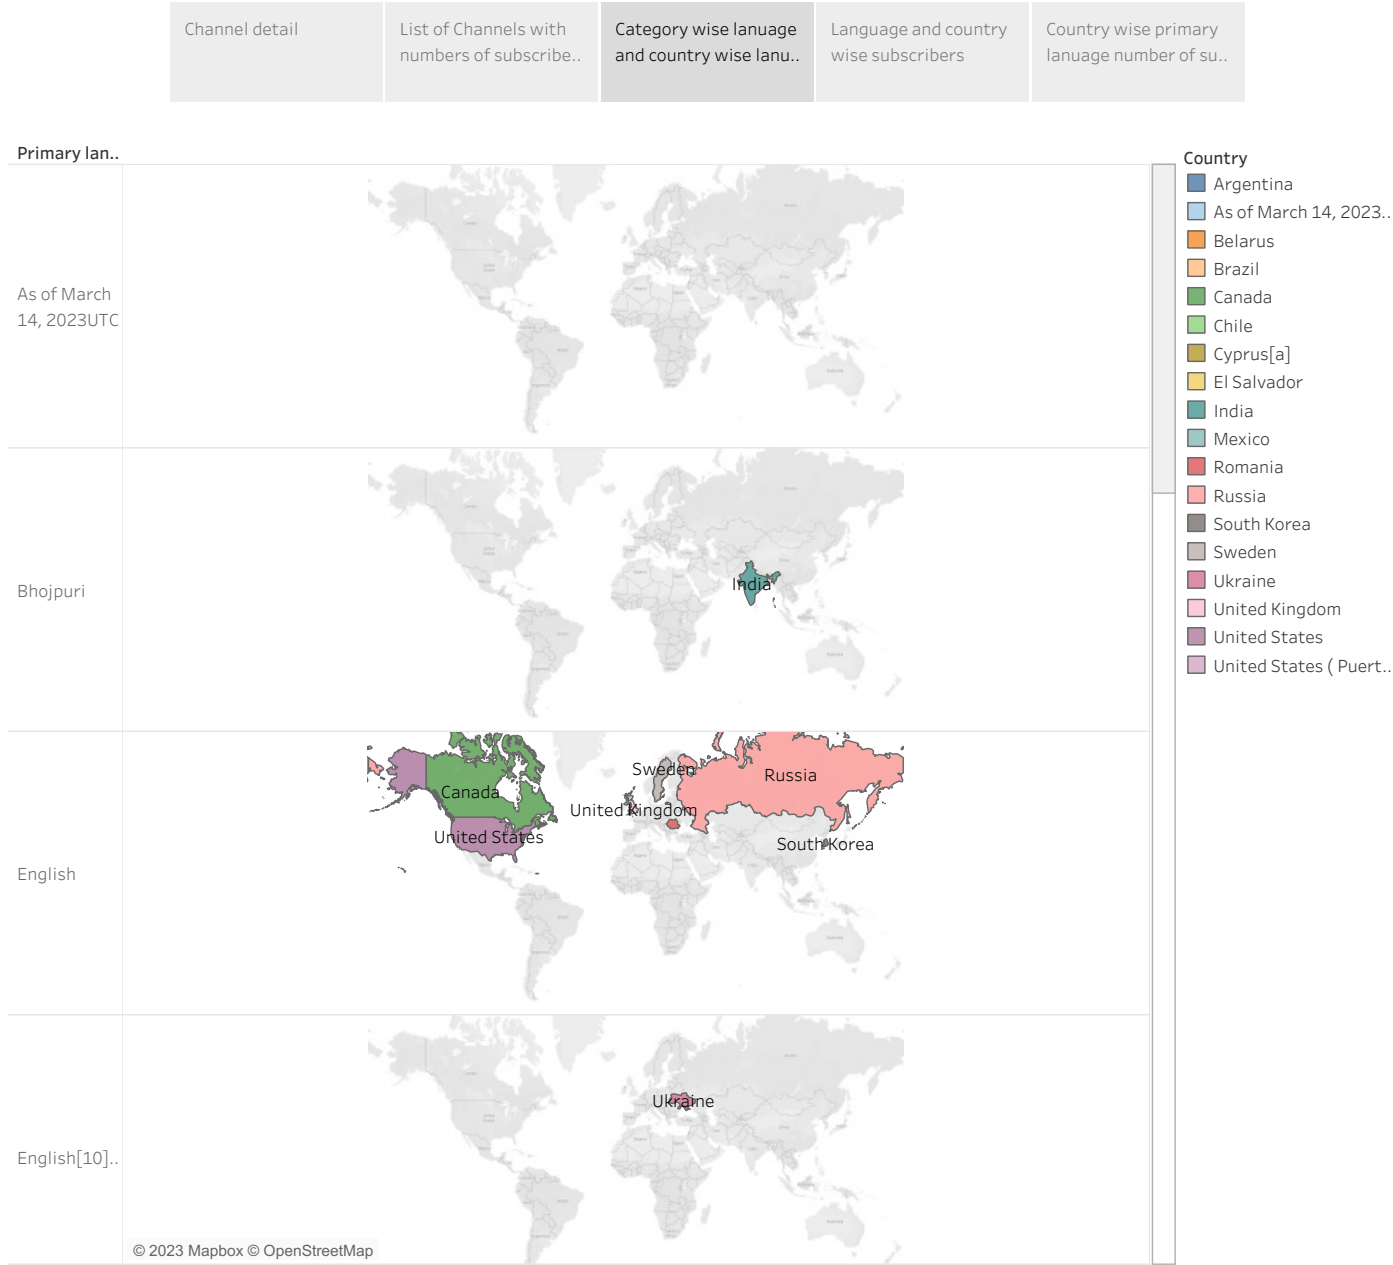 Channel detail
List of Channels with
numbers of subscribe..
Category wise lanuage
and country wise lanu..
Language and country
wise subscribers
Country wise primary
lanuage number of su..
Primary lan..
As of March
14, 2023UTC
Bhojpuri
India
English
Canada
United States
Sweden
United Kingdom
Russia
South Korea
English[10]..
Ukraine
© 2023 Mapbox © OpenStreetMap
Country
Argentina
As of March 14, 2023..
Belarus
Brazil
Canada
Chile
Cyprus[a]
El Salvador
India
Mexico
Romania
Russia
South Korea
Sweden
Ukraine
United Kingdom
United States
United States ( Puert..